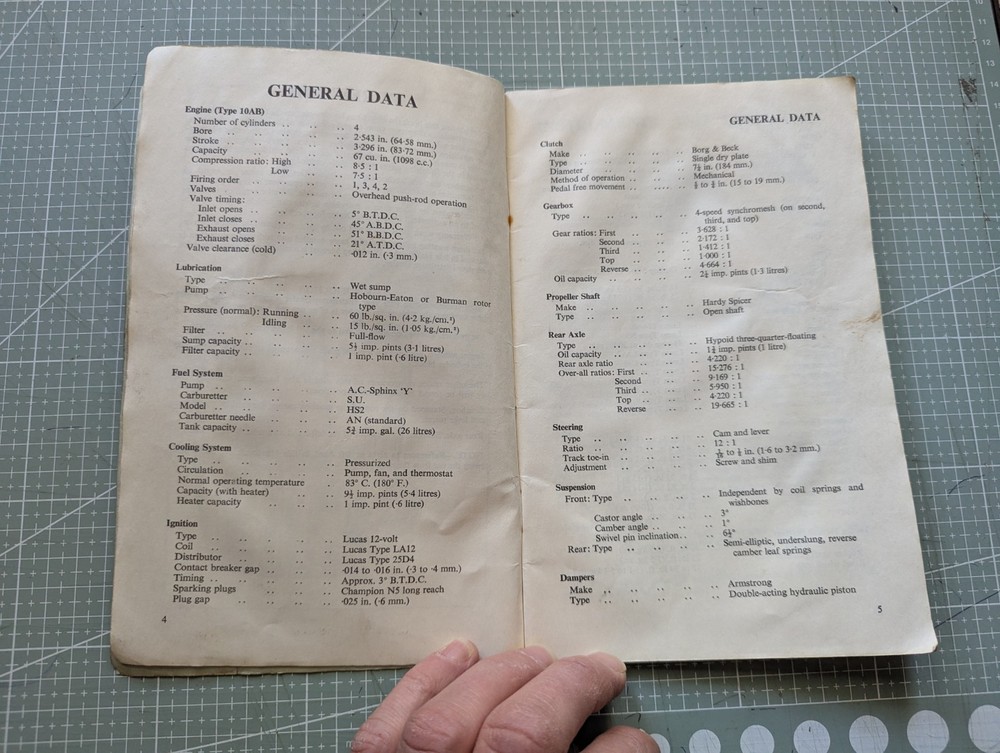 GENERAL DATA
Engine (Type 10AB)
Number of cylinders .. .. .. 4
Bore .. .. .. .. 2·543 in. (64·58 mm.)
Stroke .. .. .. .. 3·296 in. (83·72 mm.)
Capacity .. .. .. .. 67 cu. in. (1098 c.c.)
Compression ratio: High .. .. 8·5 : 1
Low .. .. 7·5 : 1
Firing order .. .. .. .. 1, 3, 4, 2
Valves .. .. .. .. Overhead push-rod operation
Valve timing:
Inlet opens .. .. .. 5° B.T.D.C.
Inlet closes .. .. .. 45° A.B.D.C.
Exhaust opens .. .. .. 51° B.B.D.C.
Exhaust closes .. .. .. 21° A.T.D.C.
Valve clearance (cold) .. .. ·012 in. (·3 mm.)
Lubrication
Type .. .. .. .. Wet sump
Pump .. .. .. .. Hobourn-Eaton or Burman rotor
type
Pressure (normal): Running .. .. 60 lb./sq. in. (4·2 kg./cm.²)
Idling .. .. 15 lb./sq. in. (1·05 kg./cm.²)
Filter .. .. .. .. Full-flow
Sump capacity .. .. .. 5½ imp. pints (3·1 litres)
Filter capacity .. .. .. 1 imp. pint (·6 litre)
Fuel System
Pump .. .. .. .. A.C.-Sphinx 'Y'
Carburetter .. .. .. S.U.
Model .. .. .. .. HS2
Carburetter needle .. .. AN (standard)
Tank capacity .. .. .. 5¾ imp. gal. (26 litres)
Cooling System
Type .. .. .. .. Pressurized
Circulation .. .. .. Pump, fan, and thermostat
Normal operating temperature .. 83° C. (180° F.)
Capacity (with heater) .. .. 9½ imp. pints (5·4 litres)
Heater capacity .. .. .. 1 imp. pint (·6 litre)
Ignition
Type .. .. .. .. Lucas 12-volt
Coil .. .. .. .. Lucas Type LA12
Distributor .. .. .. Lucas Type 25D4
Contact breaker gap .. .. ·014 to ·016 in. (·3 to ·4 mm.)
Timing .. .. .. .. Approx. 3° B.T.D.C.
Sparking plugs .. .. .. Champion N5 long reach
Plug gap .. .. .. .. ·025 in. (·6 mm.)
4
GENERAL DATA
Clutch
Make .. .. .. .. .. Borg & Beck
Type .. .. .. .. .. Single dry plate
Diameter .. .. .. .. 7¼ in. (184 mm.)
Method of operation .. .. .. Mechanical
Pedal free movement .. .. .. to in. (15 to 19 mm.)
Gearbox
Type .. .. .. .. .. 4-speed synchromesh (on second,
third, and top)
Gear ratios: First .. .. .. 3·628 : 1
Second .. .. .. 2·172 : 1
Third .. .. .. 1·412 : 1
Top .. .. .. 1·000 : 1
Reverse .. .. .. 4·664 : 1
Oil capacity .. .. .. .. 2¼ imp. pints (1·3 litres)
Propeller Shaft
Make .. .. .. .. .. Hardy Spicer
Type .. .. .. .. .. Open shaft
Rear Axle
Type .. .. .. .. .. Hypoid three-quarter-floating
Oil capacity .. .. .. .. 1¾ imp. pints (1 litre)
Rear axle ratio .. .. .. .. 4·220 : 1
Over-all ratios: First .. .. .. 15·276 : 1
Second .. .. .. 9·169 : 1
Third .. .. .. 5·950 : 1
Top .. .. .. 4·220 : 1
Reverse .. .. .. 19·665 : 1
Steering
Type .. .. .. .. .. Cam and lever
Ratio .. .. .. .. .. 12 : 1
Track toe-in .. .. .. .. to ⅛ in. (1·6 to 3·2 mm.)
Adjustment .. .. .. .. Screw and shim
Suspension
Front: Type .. .. .. .. Independent by coil springs and
wishbones
Castor angle .. .. .. 3°
Camber angle .. .. .. 1°
Swivel pin inclination.. .. 6½°
Rear: Type .. .. .. .. Semi-elliptic, underslung, reverse
camber leaf springs
Dampers
Make .. .. .. .. .. Armstrong
Type .. .. .. .. .. Double-acting hydraulic piston
5